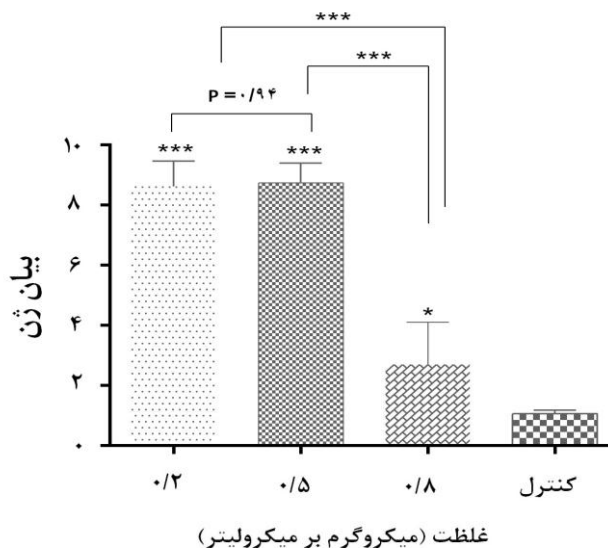 ***
***
P = ۰/۹۴
*** ***
*
۱۰
۸
۶
۴
۲
۰
بیان ژن
۰/۲ ۰/۵ ۰/۸ کنترل
غلظت (میکروگرم بر میکرولیتر)